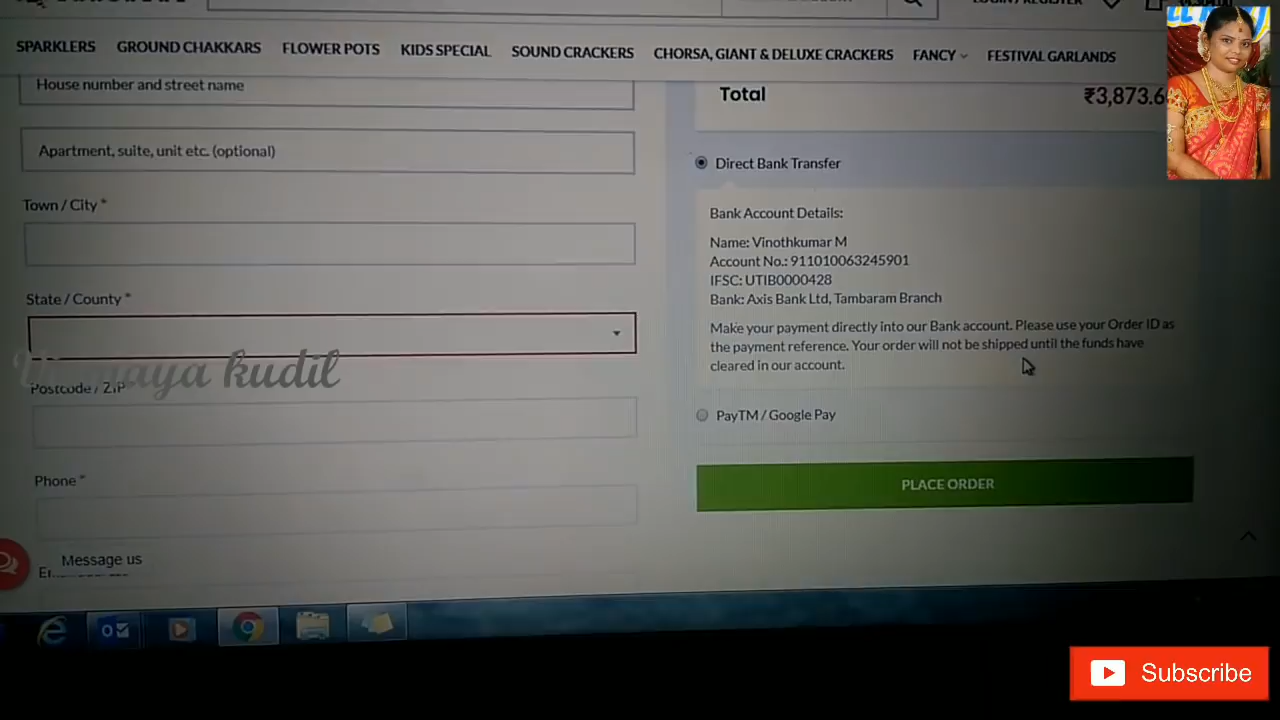 SPARKLERS GROUND CHAKKARS FLOWER POTS KIDS SPECIAL SOUND CRACKERS CHORSA, GIANT & DELUXE CRACKERS FANCY FESTIVAL GARLANDS
House number and street name
Apartment, suite, unit etc. (optional)
Town / City *
State / County *
kudil
Postcode / ZIP
Phone *
Message us
Total
Direct Bank Transfer
Bank Account Details:
Name: Vinothkumar M
Account No.: 911010063245901
IFSC: UTIB0000428
Bank: Axis Bank Ltd, Tambaram Branch
Make your payment directly into our Bank account. Please use your Order ID as
the payment reference. Your order will not be shipped until the funds have
cleared in our account.
PayTM / Google Pay
PLACE ORDER
Subscribe